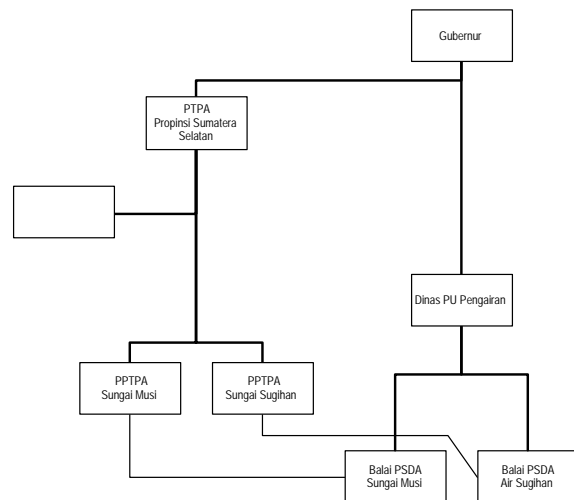 Gubernur
PTPA
Propinsi Sumatera
Selatan
Dinas PU Pengairan
PPTPA
Sungai Musi
PPTPA
Sungai Sugihan
Balai PSDA
Sungai Musi
Balai PSDA
Air Sugihan